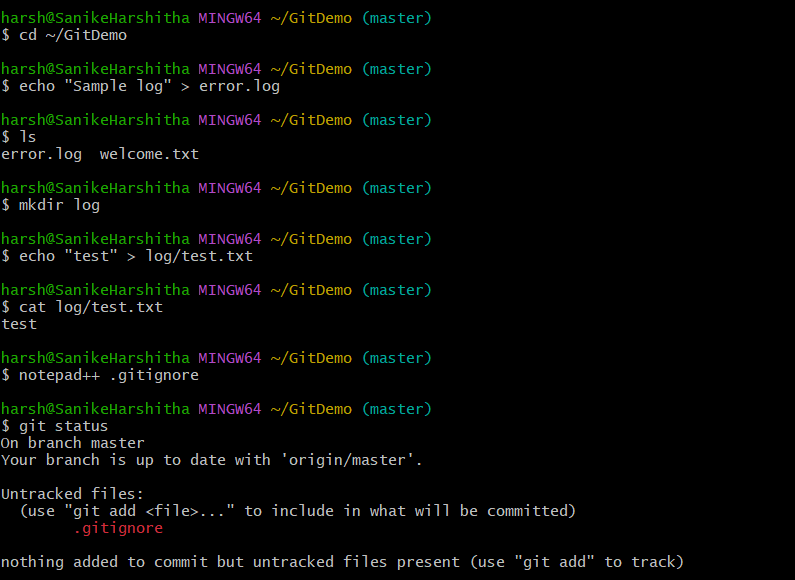 harsh@SanikeHarshitha MINGW64 ~/GitDemo (master)
$ cd ~/GitDemo
harsh@SanikeHarshitha MINGW64 ~/GitDemo (master)
$ echo "Sample log" > error.log
harsh@SanikeHarshitha MINGW64 ~/GitDemo (master)
$ ls
error.log  welcome.txt
harsh@SanikeHarshitha MINGW64 ~/GitDemo (master)
$ mkdir log
harsh@SanikeHarshitha MINGW64 ~/GitDemo (master)
$ echo "test" > log/test.txt
harsh@SanikeHarshitha MINGW64 ~/GitDemo (master)
$ cat log/test.txt
test
harsh@SanikeHarshitha MINGW64 ~/GitDemo (master)
$ notepad++ .gitignore
harsh@SanikeHarshitha MINGW64 ~/GitDemo (master)
$ git status
On branch master
Your branch is up to date with 'origin/master'.
Untracked files:
  (use "git add <file>..." to include in what will be committed)
        .gitignore
nothing added to commit but untracked files present (use "git add" to track)